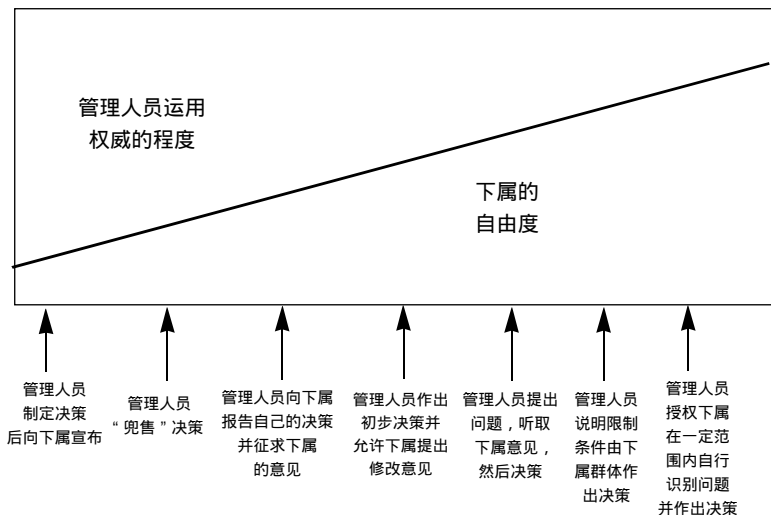 管理人员运用
权威的程度
下属的
自由度
管理人员
制定决策
后向下属宣布
管理人员
“兜售”决策
管理人员向下属
报告自己的决策
并征求下属
的意见
管理人员作出
初步决策并
允许下属提出
修改意见
管理人员提出
问题，听取
下属意见，
然后决策
管理人员
说明限制
条件由下
属群体作
出决策
管理人员
授权下属
在一定范
围内自行
识别问题
并作出决策